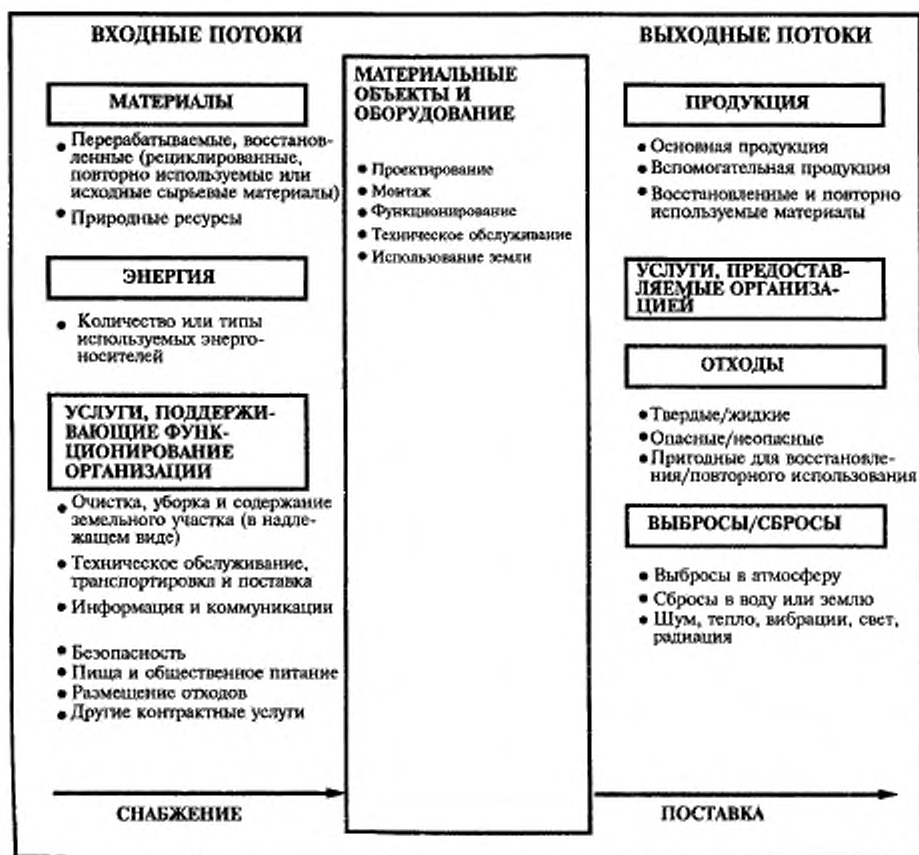 ВХОДНЫЕ ПОТОКИ
МАТЕРИАЛЫ
• Перерабатываемые, восстанов-
ленные (рециклированные,
повторно используемые или
исходные сырьевые материалы)
• Природные ресурсы
ЭНЕРГИЯ
• Количество или типы
используемых энерго-
носителей
УСЛУГИ, ПОДДЕРЖИ-
ВАЮЩИЕ ФУНК-
ЦИОНИРОВАНИЕ
ОРГАНИЗАЦИИ
• Очистка, уборка и содержание
земельного участка (в надле-
жащем виде)
• Техническое обслуживание,
транспортировка и поставка
• Информация и коммуникации
• Безопасность
• Пища и общественное питание
• Размещение отходов
• Другие контрактные услуги
СНАБЖЕНИЕ
МАТЕРИАЛЬНЫЕ
ОБЪЕКТЫ И
ОБОРУДОВАНИЕ
• Проектирование
• Монтаж
• Функционирование
• Техническое обслуживание
• Использование земли
ВЫХОДНЫЕ ПОТОКИ
ПРОДУКЦИЯ
• Основная продукция
• Вспомогательная продукция
• Восстановленные и повторно
используемые материалы
УСЛУГИ, ПРЕДОСТАВ-
ЛЯЕМЫЕ ОРГАНИЗА-
ЦИЕЙ
ОТХОДЫ
• Твердые/жидкие
• Опасные/неопасные
• Пригодные для восстановле-
ния/повторного использования
ВЫБРОСЫ/СБРОСЫ
• Выбросы в атмосферу
• Сбросы в воду или землю
• Шум, тепло, вибрации, свет,
радиация
ПОСТАВКА